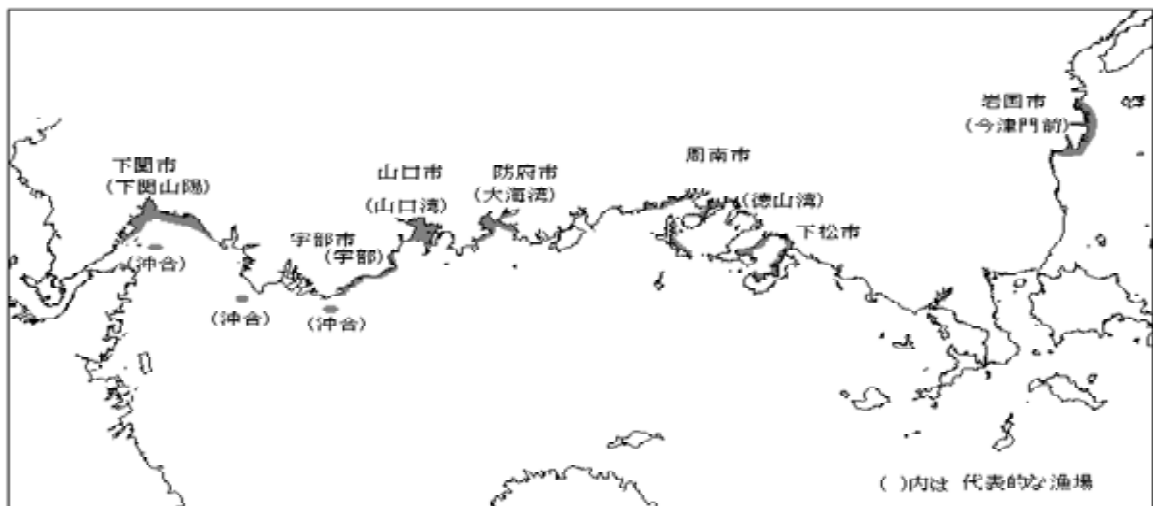 岩国市
(今津門前)
周南市
(徳山湾)
下松市
防府市
(大海湾)
山口市
(山口湾)
下関市
(下関山陽)
宇部市
(宇部)
(沖合)
(沖合)
(沖合)
( )内は 代表的な漁場